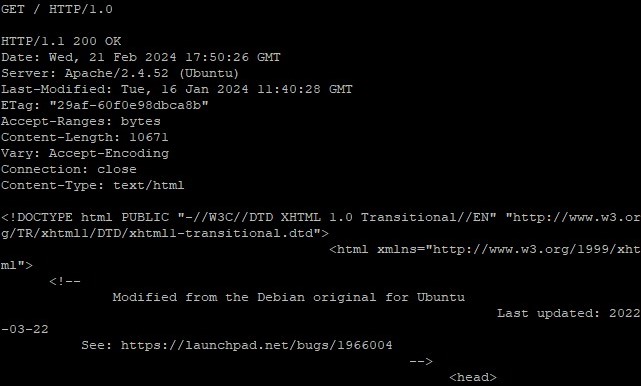 GET / HTTP/1.0
HTTP/1.1 200 OK
Date: Wed, 21 Feb 2024 17:50:26 GMT
Server: Apache/2.4.52 (Ubuntu)
Last-Modified: Tue, 16 Jan 2024 11:40:28 GMT
ETag: "29af-60f0e98dbca8b"
Accept-Ranges: bytes
Content-Length: 10671
Vary: Accept-Encoding
Connection: close
Content-Type: text/html
<!DOCTYPE html PUBLIC "-//W3C//DTD XHTML 1.0 Transitional//EN" "http://www.w3.or
g/TR/xhtml1/DTD/xhtml1-transitional.dtd">
<html xmlns="http://www.w3.org/1999/xht
ml">
<!--
Modified from the Debian original for Ubuntu
Last updated: 2022
-03-22
See: https://launchpad.net/bugs/1966004
-->
<head>